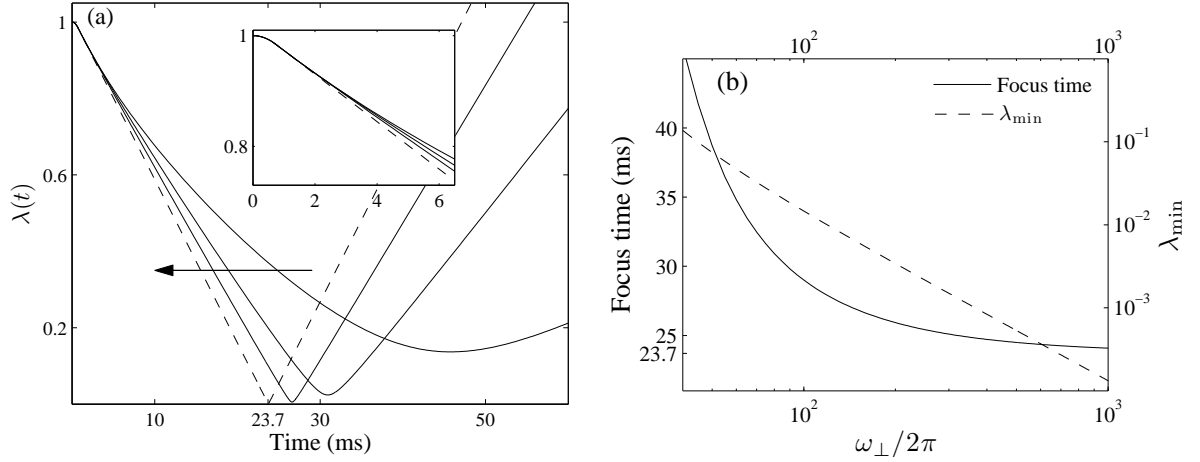 (a)
1
0.6
0.2
λ(t)
10
23.7
30
50
Time (ms)
1
0.8
0
2
4
6
(b)
10^2
10^3
Focus time
λ_min
40
35
30
25
23.7
Focus time (ms)
10^-1
10^-2
10^-3
λ_min
10^2
10^3
ω_⊥/2π